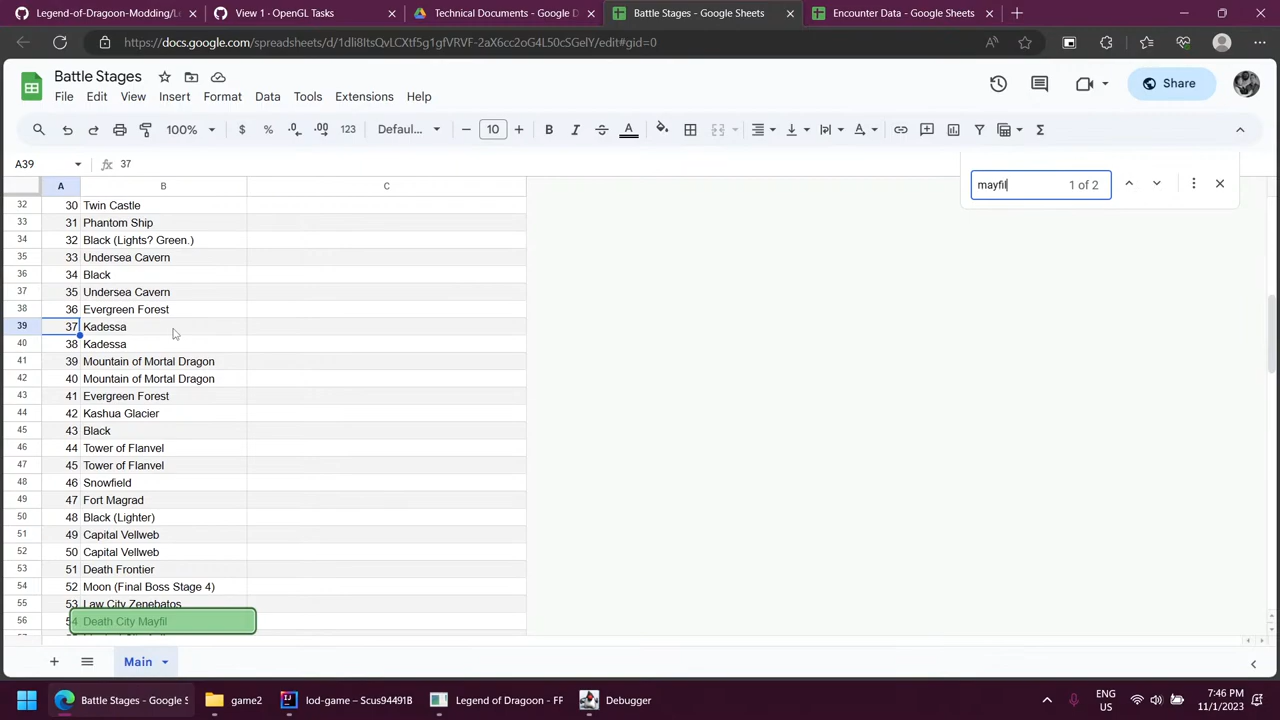 Legend-of-Dragoon-Modding/L
View 1 · OpenGL Tasks
Technical Documents - Google D
Battle Stages - Google Sheets
Encounter Data - Google Sheets
https://docs.google.com/spreadsheets/d/1dli8ItsQvLCXtf5g1gfVRVF-2aX6cc2oG4L50cSGelY/edit#gid=0
Battle Stages
File Edit View Insert Format Data Tools Extensions Help
Share
100% $ % .0 .00 123 Defaul... 10 B I A
A39 fx 37
mayfil 1 of 2
A B C
32 30 Twin Castle
33 31 Phantom Ship
34 32 Black (Lights? Green.)
35 33 Undersea Cavern
36 34 Black
37 35 Undersea Cavern
38 36 Evergreen Forest
39 37 Kadessa
40 38 Kadessa
41 39 Mountain of Mortal Dragon
42 40 Mountain of Mortal Dragon
43 41 Evergreen Forest
44 42 Kashua Glacier
45 43 Black
46 44 Tower of Flanvel
47 45 Tower of Flanvel
48 46 Snowfield
49 47 Fort Magrad
50 48 Black (Lighter)
51 49 Capital Vellweb
52 50 Capital Vellweb
53 51 Death Frontier
54 52 Moon (Final Boss Stage 4)
55 53 Law City Zenebatos
56 54 Death City Mayfil
Main
Battle Stages - Google S
game2
lod-game – Scus94491B
Legend of Dragoon - FF
Debugger
ENG
US
7:46 PM
11/1/2023